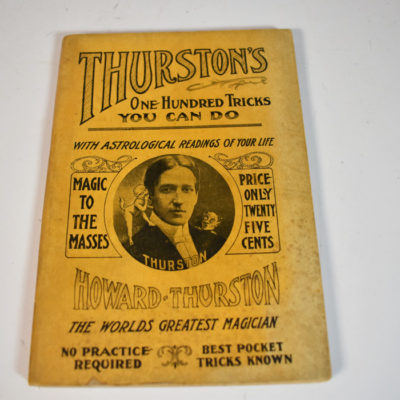 THURSTON'S
ONE HUNDRED TRICKS
YOU CAN DO
WITH ASTROLOGICAL READINGS OF YOUR LIFE
MAGIC
TO
THE
MASSES
THURSTON
PRICE
ONLY
TWENTY
FIVE
CENTS
HOWARD THURSTON
THE WORLDS GREATEST MAGICIAN
NO PRACTICE
REQUIRED
BEST POCKET
TRICKS KNOWN